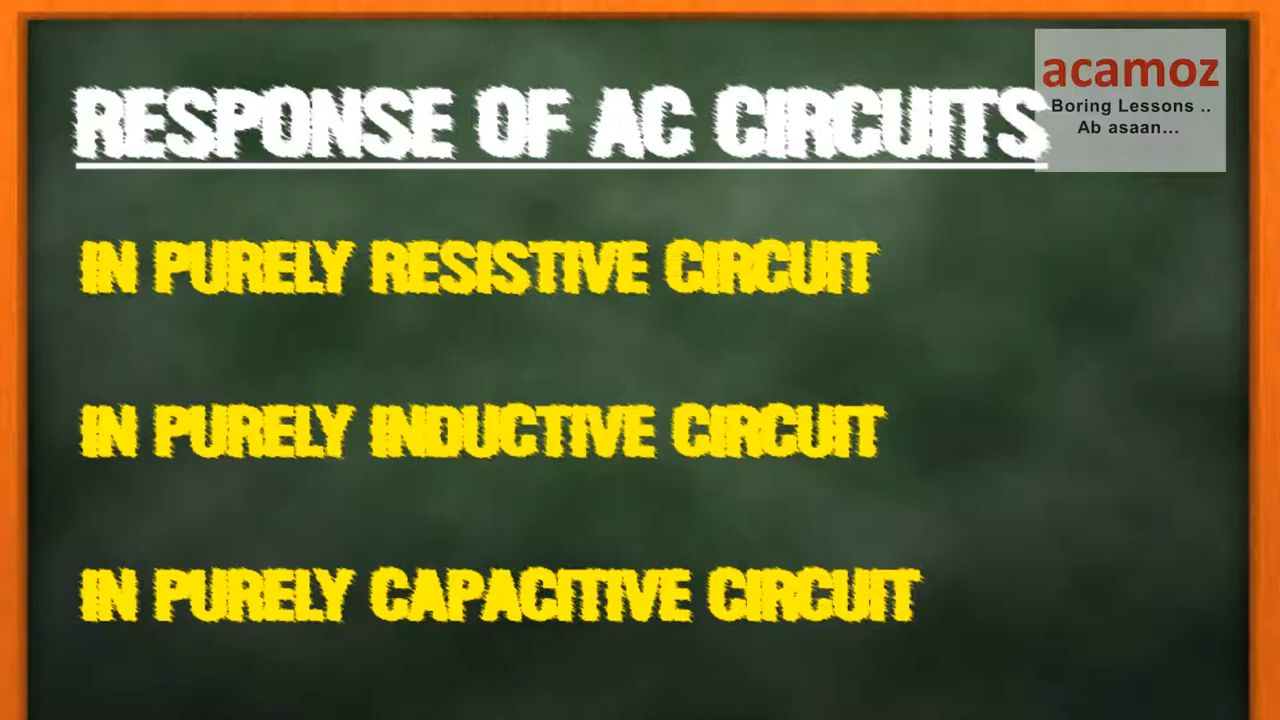 RESPONSE OF AC CIRCUITS
acamoz
Boring Lessons ..
Ab asaan...
IN PURELY RESISTIVE CIRCUIT
IN PURELY INDUCTIVE CIRCUIT
IN PURELY CAPACITIVE CIRCUIT